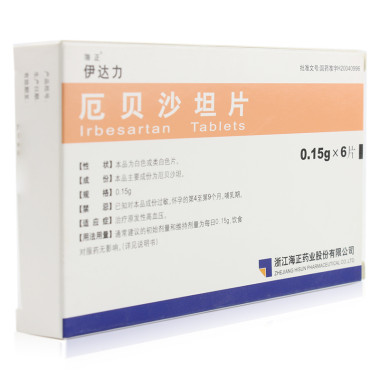 海正
伊达力
批准文号:国药准字H20040996
厄贝沙坦片
Irbesartan Tablets
0.15g×6片
【性 状】本品为白色或类白色片。
【成 份】本品主要成份为厄贝沙坦。
【规 格】0.15g
【禁 忌】已知对本品成份过敏,怀孕的第4至第9个月,哺乳期。
【适应症】治疗原发性高血压。
【用法用量】通常建议的初始剂量和维持剂量为每日0.15g,饮食
对服药无影响。(详见说明书)
浙江海正药业股份有限公司
ZHEJIANG HISUN PHARMACEUTICAL CO., LTD.